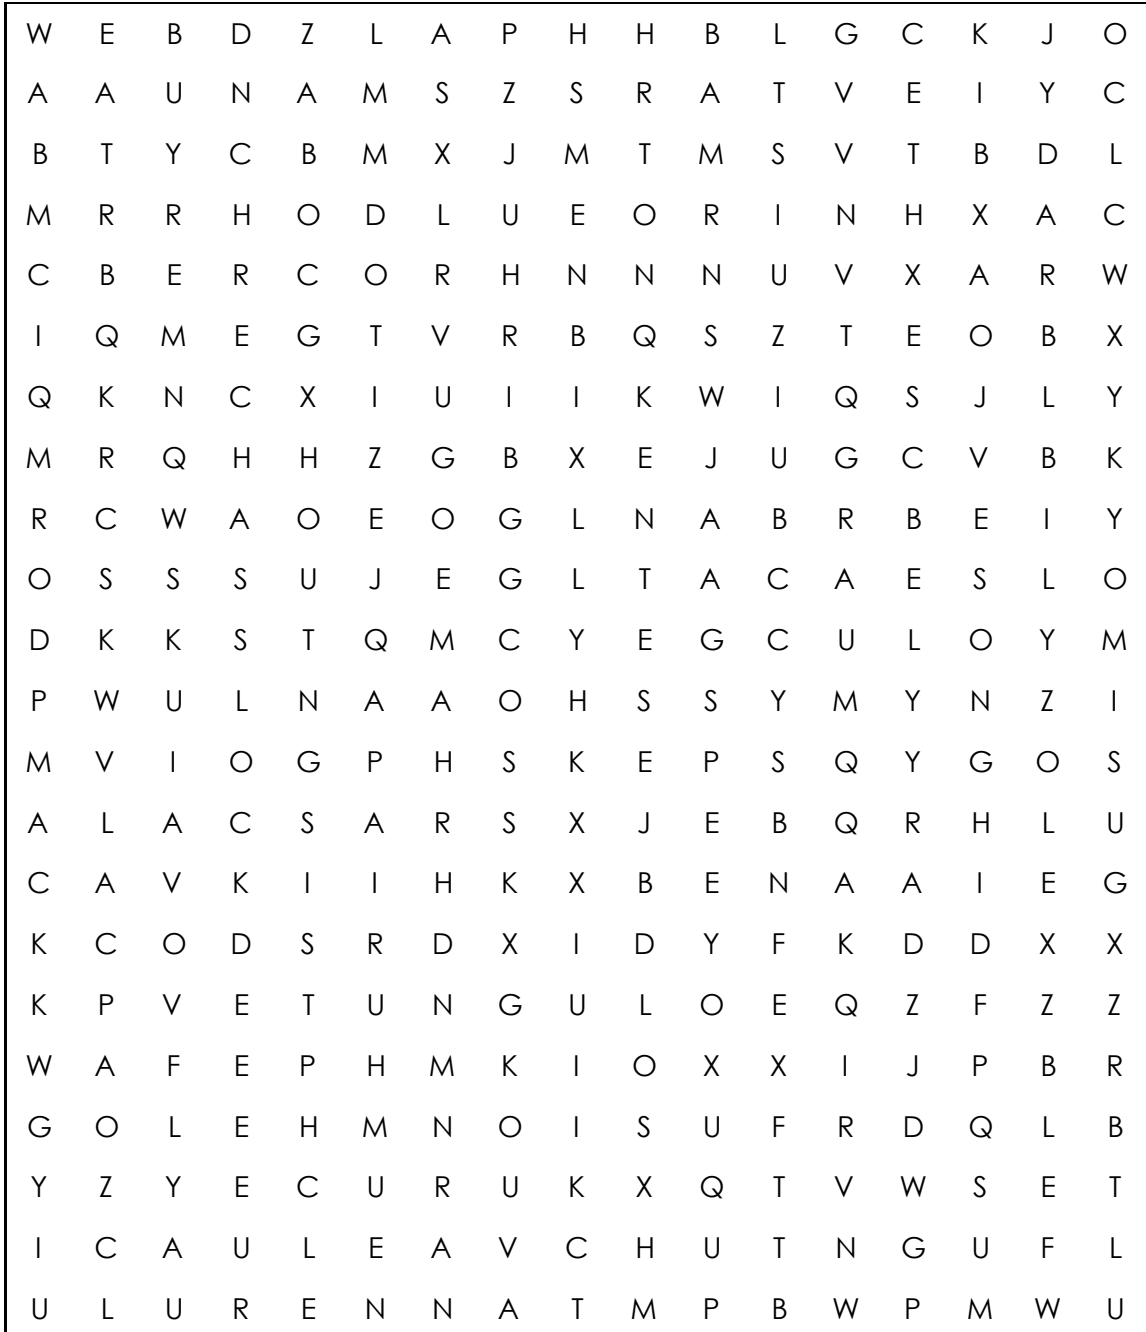 W E B D Z L A P H H B L G C K J O
A A U N A M S Z S R A T V E I Y C
B T Y C B M X J M T M S V T B D L
M R R H O D L U E O R I N H X A C
C B E R C O R H N N N U V X A R W
I Q M E G T V R B Q S Z T E O B X
Q K N C X I U I I K W I Q S J L Y
M R Q H H Z G B X E J U G C V B K
R C W A O E O G L N A B R B E I Y
O S S S U J E G L T A C A E S L O
D K K S T Q M C Y E G C U L O Y M
P W U L N A A O H S S Y M Y N Z I
M V I O G P H S K E P S Q Y G O S
A L A C S A R S X J E B Q R H L U
C A V K I I H K X B E N A A I E G
K C O D S R D X I D Y F K D D X X
K P V E T U N G U L O E Q Z F Z Z
W A F E P H M K I O X X I J P B R
G O L E H M N O I S U F R D Q L B
Y Z Y E C U R U K X Q T V W S E T
I C A U L E A V C H U T N G U F L
U L U R E N N A T M P B W P M W U